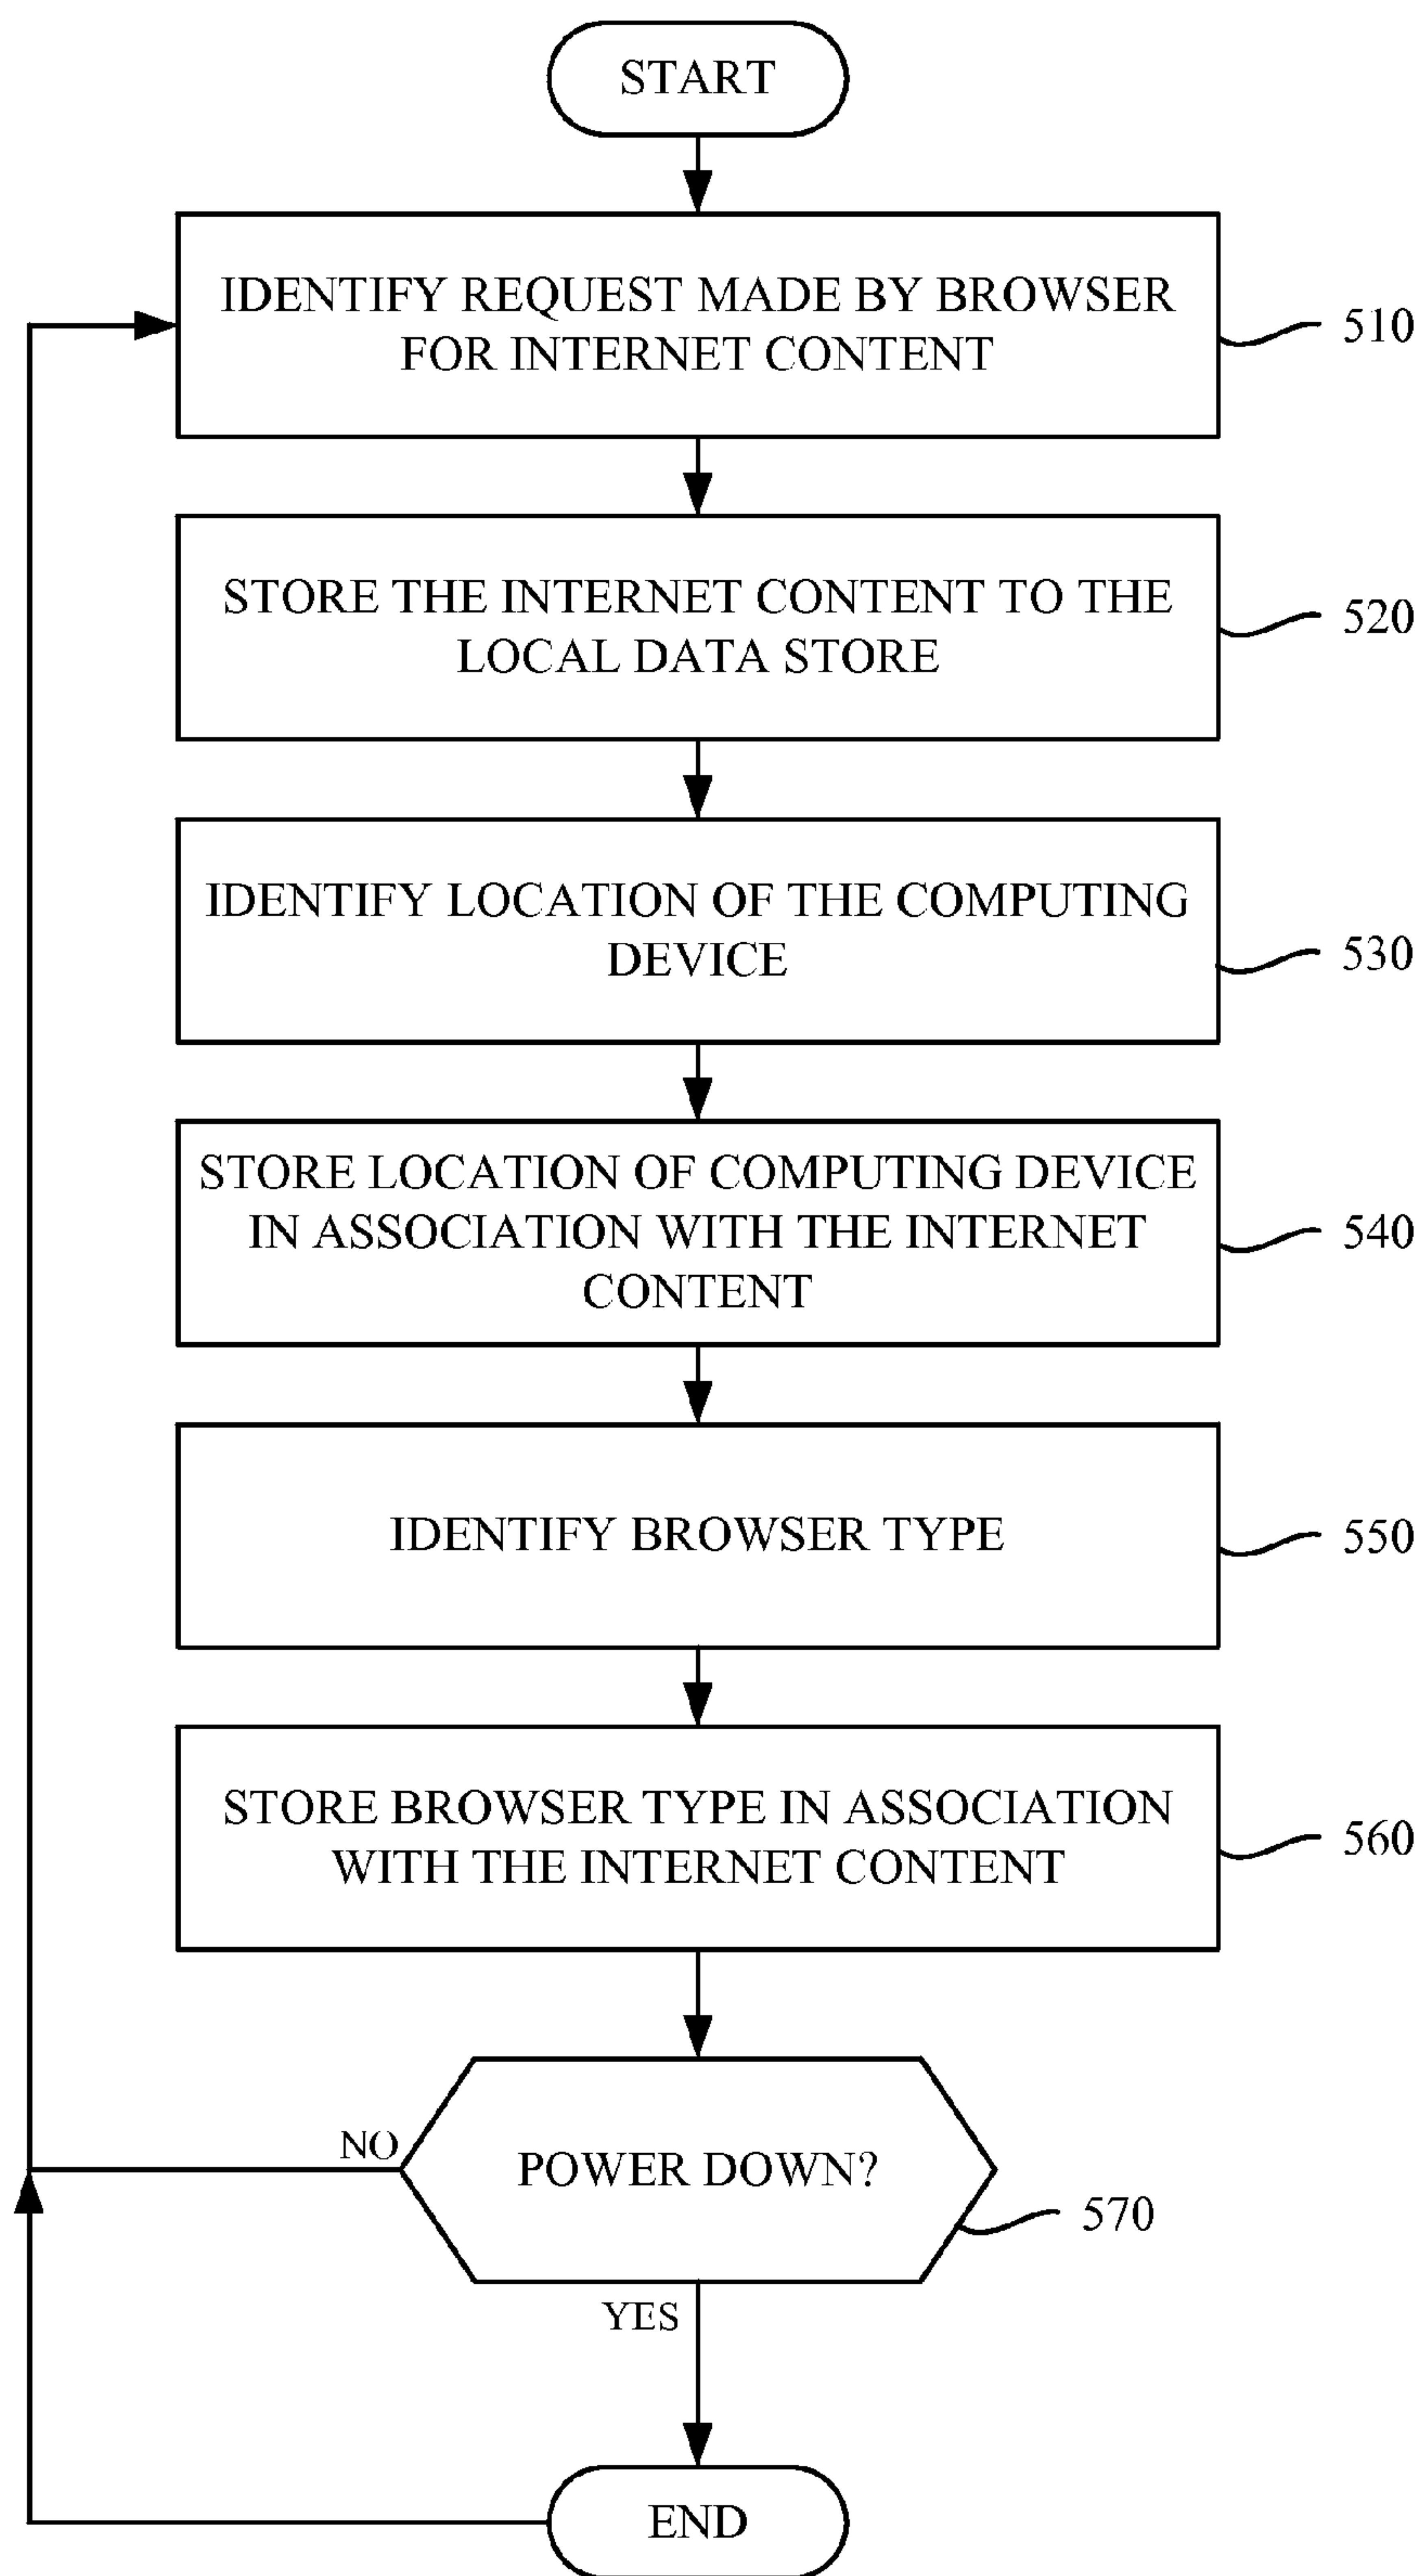 START
IDENTIFY REQUEST MADE BY BROWSER
FOR INTERNET CONTENT
510
STORE THE INTERNET CONTENT TO THE
LOCAL DATA STORE
520
IDENTIFY LOCATION OF THE COMPUTING
DEVICE
530
STORE LOCATION OF COMPUTING DEVICE
IN ASSOCIATION WITH THE INTERNET
CONTENT
540
IDENTIFY BROWSER TYPE
550
STORE BROWSER TYPE IN ASSOCIATION
WITH THE INTERNET CONTENT
560
NO
POWER DOWN?
570
YES
END